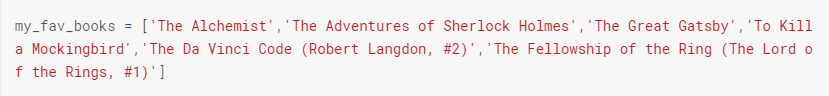 my_fav_books = ['The Alchemist','The Adventures of Sherlock Holmes','The Great Gatsby','To Kill
a Mockingbird','The Da Vinci Code (Robert Langdon, #2)','The Fellowship of the Ring (The Lord o
f the Rings, #1)']